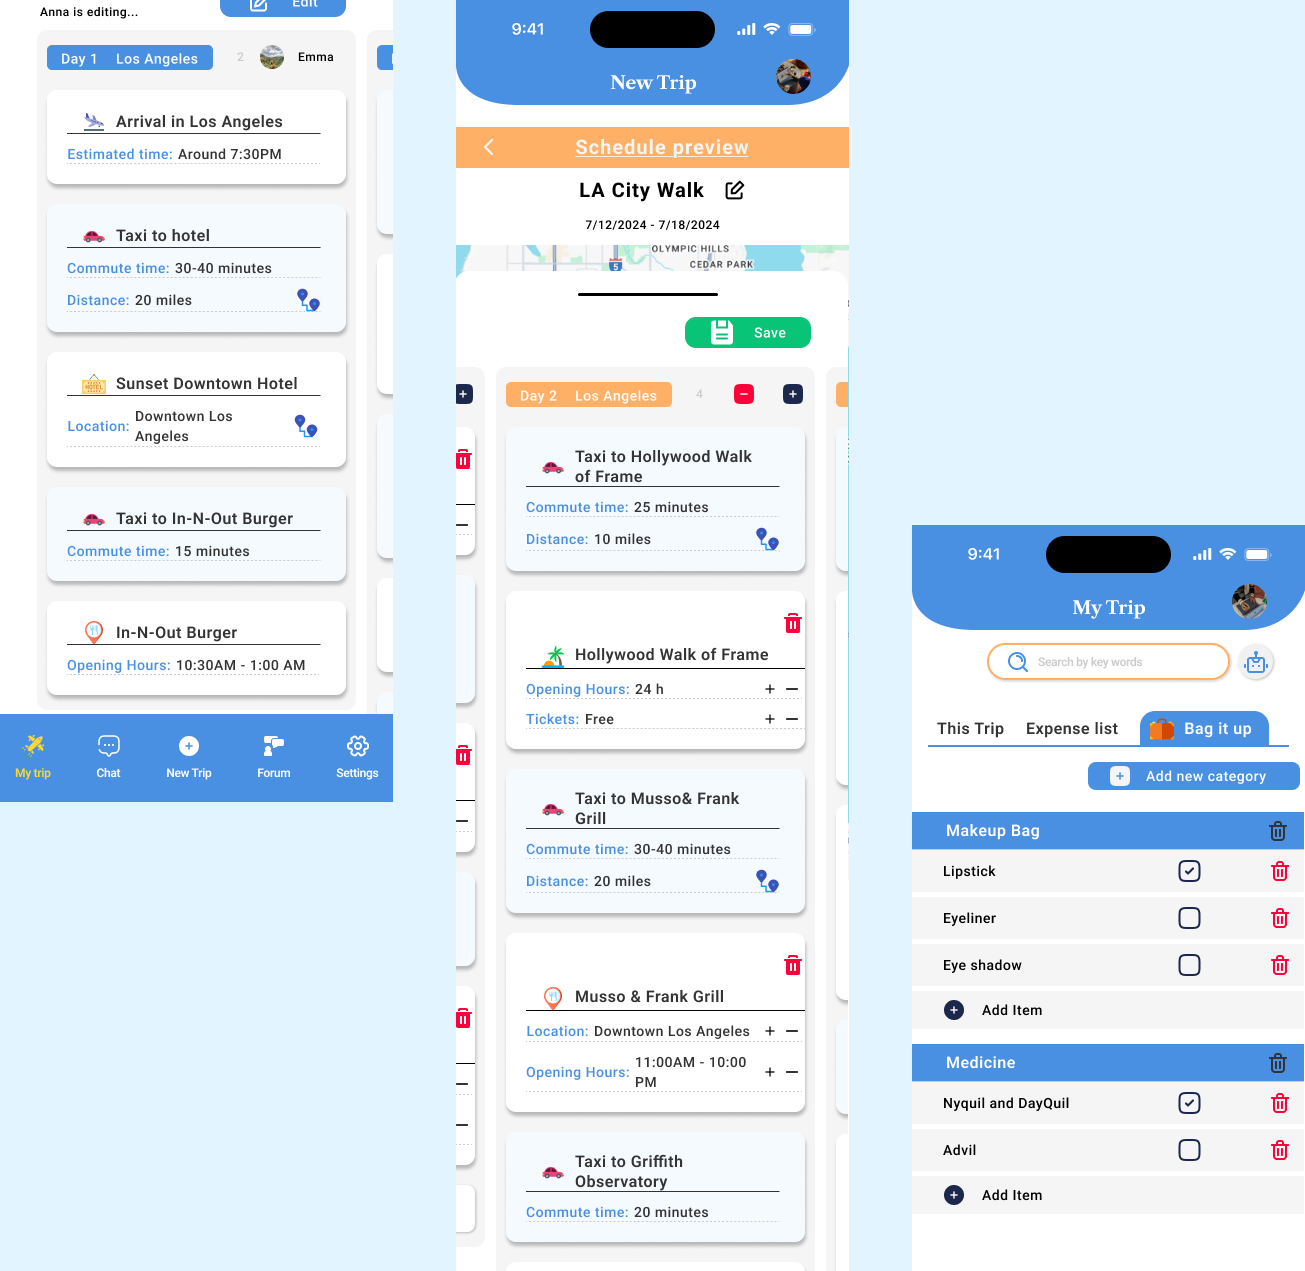 Anna is editing...
Edit
Day 1 Los Angeles 2 Emma
Arrival in Los Angeles
Estimated time: Around 7:30PM
Taxi to hotel
Commute time: 30-40 minutes
Distance: 20 miles
HOTEL
Sunset Downtown Hotel
Location: Downtown Los
Angeles
Taxi to In-N-Out Burger
Commute time: 15 minutes
In-N-Out Burger
Opening Hours: 10:30AM - 1:00 AM
My trip
Chat
New Trip
Forum
Settings
9:41
New Trip
Schedule preview
LA City Walk
7/12/2024 - 7/18/2024
OLYMPIC HILLS
5
CEDAR PARK
Save
Day 2 Los Angeles 4
Taxi to Hollywood Walk
of Frame
Commute time: 25 minutes
Distance: 10 miles
Hollywood Walk of Frame
Opening Hours: 24 h
Tickets: Free
Taxi to Musso& Frank
Grill
Commute time: 30-40 minutes
Distance: 20 miles
Musso & Frank Grill
Location: Downtown Los Angeles
Opening Hours: 11:00AM - 10:00
PM
Taxi to Griffith
Observatory
Commute time: 20 minutes
9:41
My Trip
Search by key words
This Trip
Expense list
Bag it up
Add new category
Makeup Bag
Lipstick
Eyeliner
Eye shadow
Add Item
Medicine
Nyquil and DayQuil
Advil
Add Item